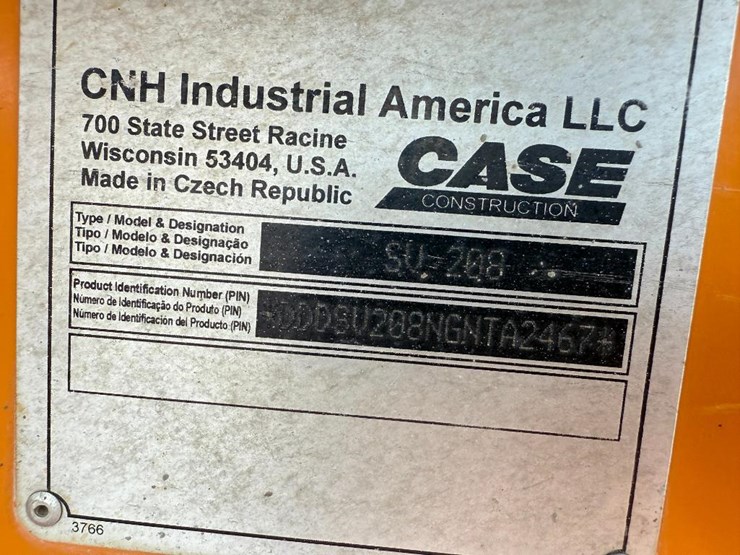 CNH Industrial America LLC
700 State Street Racine
Wisconsin 53404, U.S.A.
Made in Czech Republic
CASE
CONSTRUCTION
Type / Model & Designation
Tipo / Modelo & Designação
Tipo / Modelo & Designación
SV 208
Product Identification Number (PIN)
Número de Identificação do Produto (PIN)
Número de Identificación del Producto (PIN)
3766